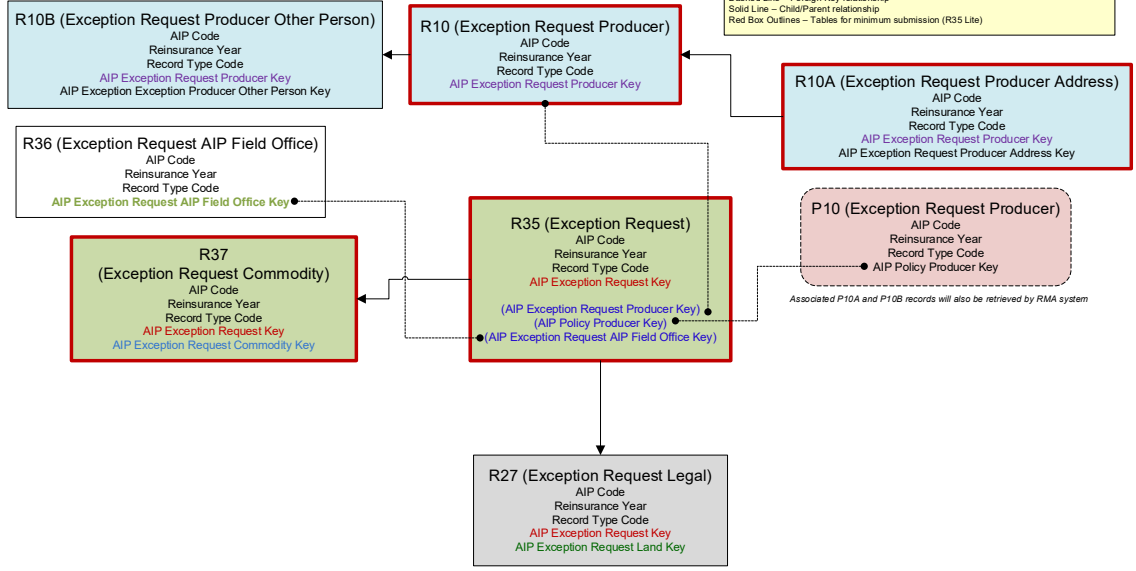 Solid Line – Child/Parent relationship
Red Box Outlines – Tables for minimum submission (R35 Lite)
R10B (Exception Request Producer Other Person)
AIP Code
Reinsurance Year
Record Type Code
AIP Exception Request Producer Key
AIP Exception Exception Producer Other Person Key
R10 (Exception Request Producer)
AIP Code
Reinsurance Year
Record Type Code
AIP Exception Request Producer Key
R10A (Exception Request Producer Address)
AIP Code
Reinsurance Year
Record Type Code
AIP Exception Request Producer Key
AIP Exception Request Producer Address Key
R36 (Exception Request AIP Field Office)
AIP Code
Reinsurance Year
Record Type Code
AIP Exception Request AIP Field Office Key
R35 (Exception Request)
AIP Code
Reinsurance Year
Record Type Code
AIP Exception Request Key
(AIP Exception Request Producer Key)
(AIP Policy Producer Key)
(AIP Exception Request AIP Field Office Key)
P10 (Exception Request Producer)
AIP Code
Reinsurance Year
Record Type Code
AIP Policy Producer Key
Associated P10A and P10B records will also be retrieved by RMA system
R37
(Exception Request Commodity)
AIP Code
Reinsurance Year
Record Type Code
AIP Exception Request Key
AIP Exception Request Commodity Key
R27 (Exception Request Legal)
AIP Code
Reinsurance Year
Record Type Code
AIP Exception Request Key
AIP Exception Request Land Key